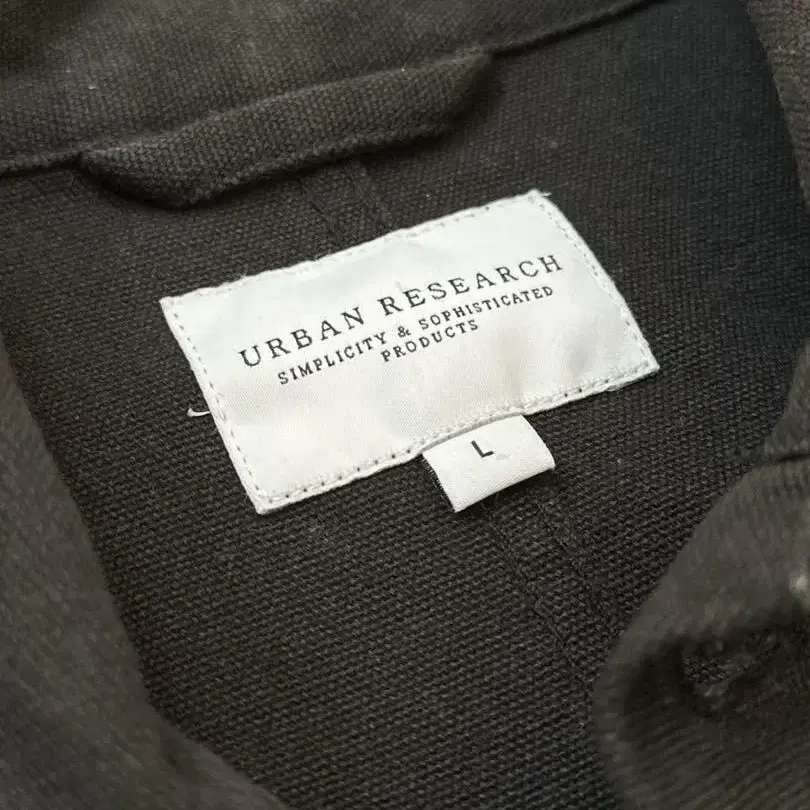 URBAN RESEARCH
SIMPLICITY & SOPHISTICATED
PRODUCTS
L